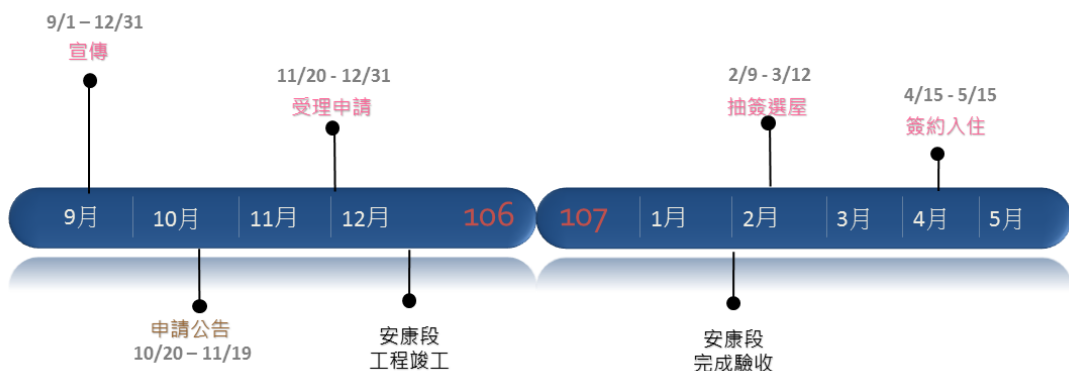 9/1 – 12/31
宣傳
11/20 - 12/31
受理申請
2/9 - 3/12
抽簽選屋
4/15 - 5/15
簽約入住
9月 10月 11月 12月 106 107 1月 2月 3月 4月 5月
申請公告
10/20 – 11/19
安康段
工程竣工
安康段
完成驗收